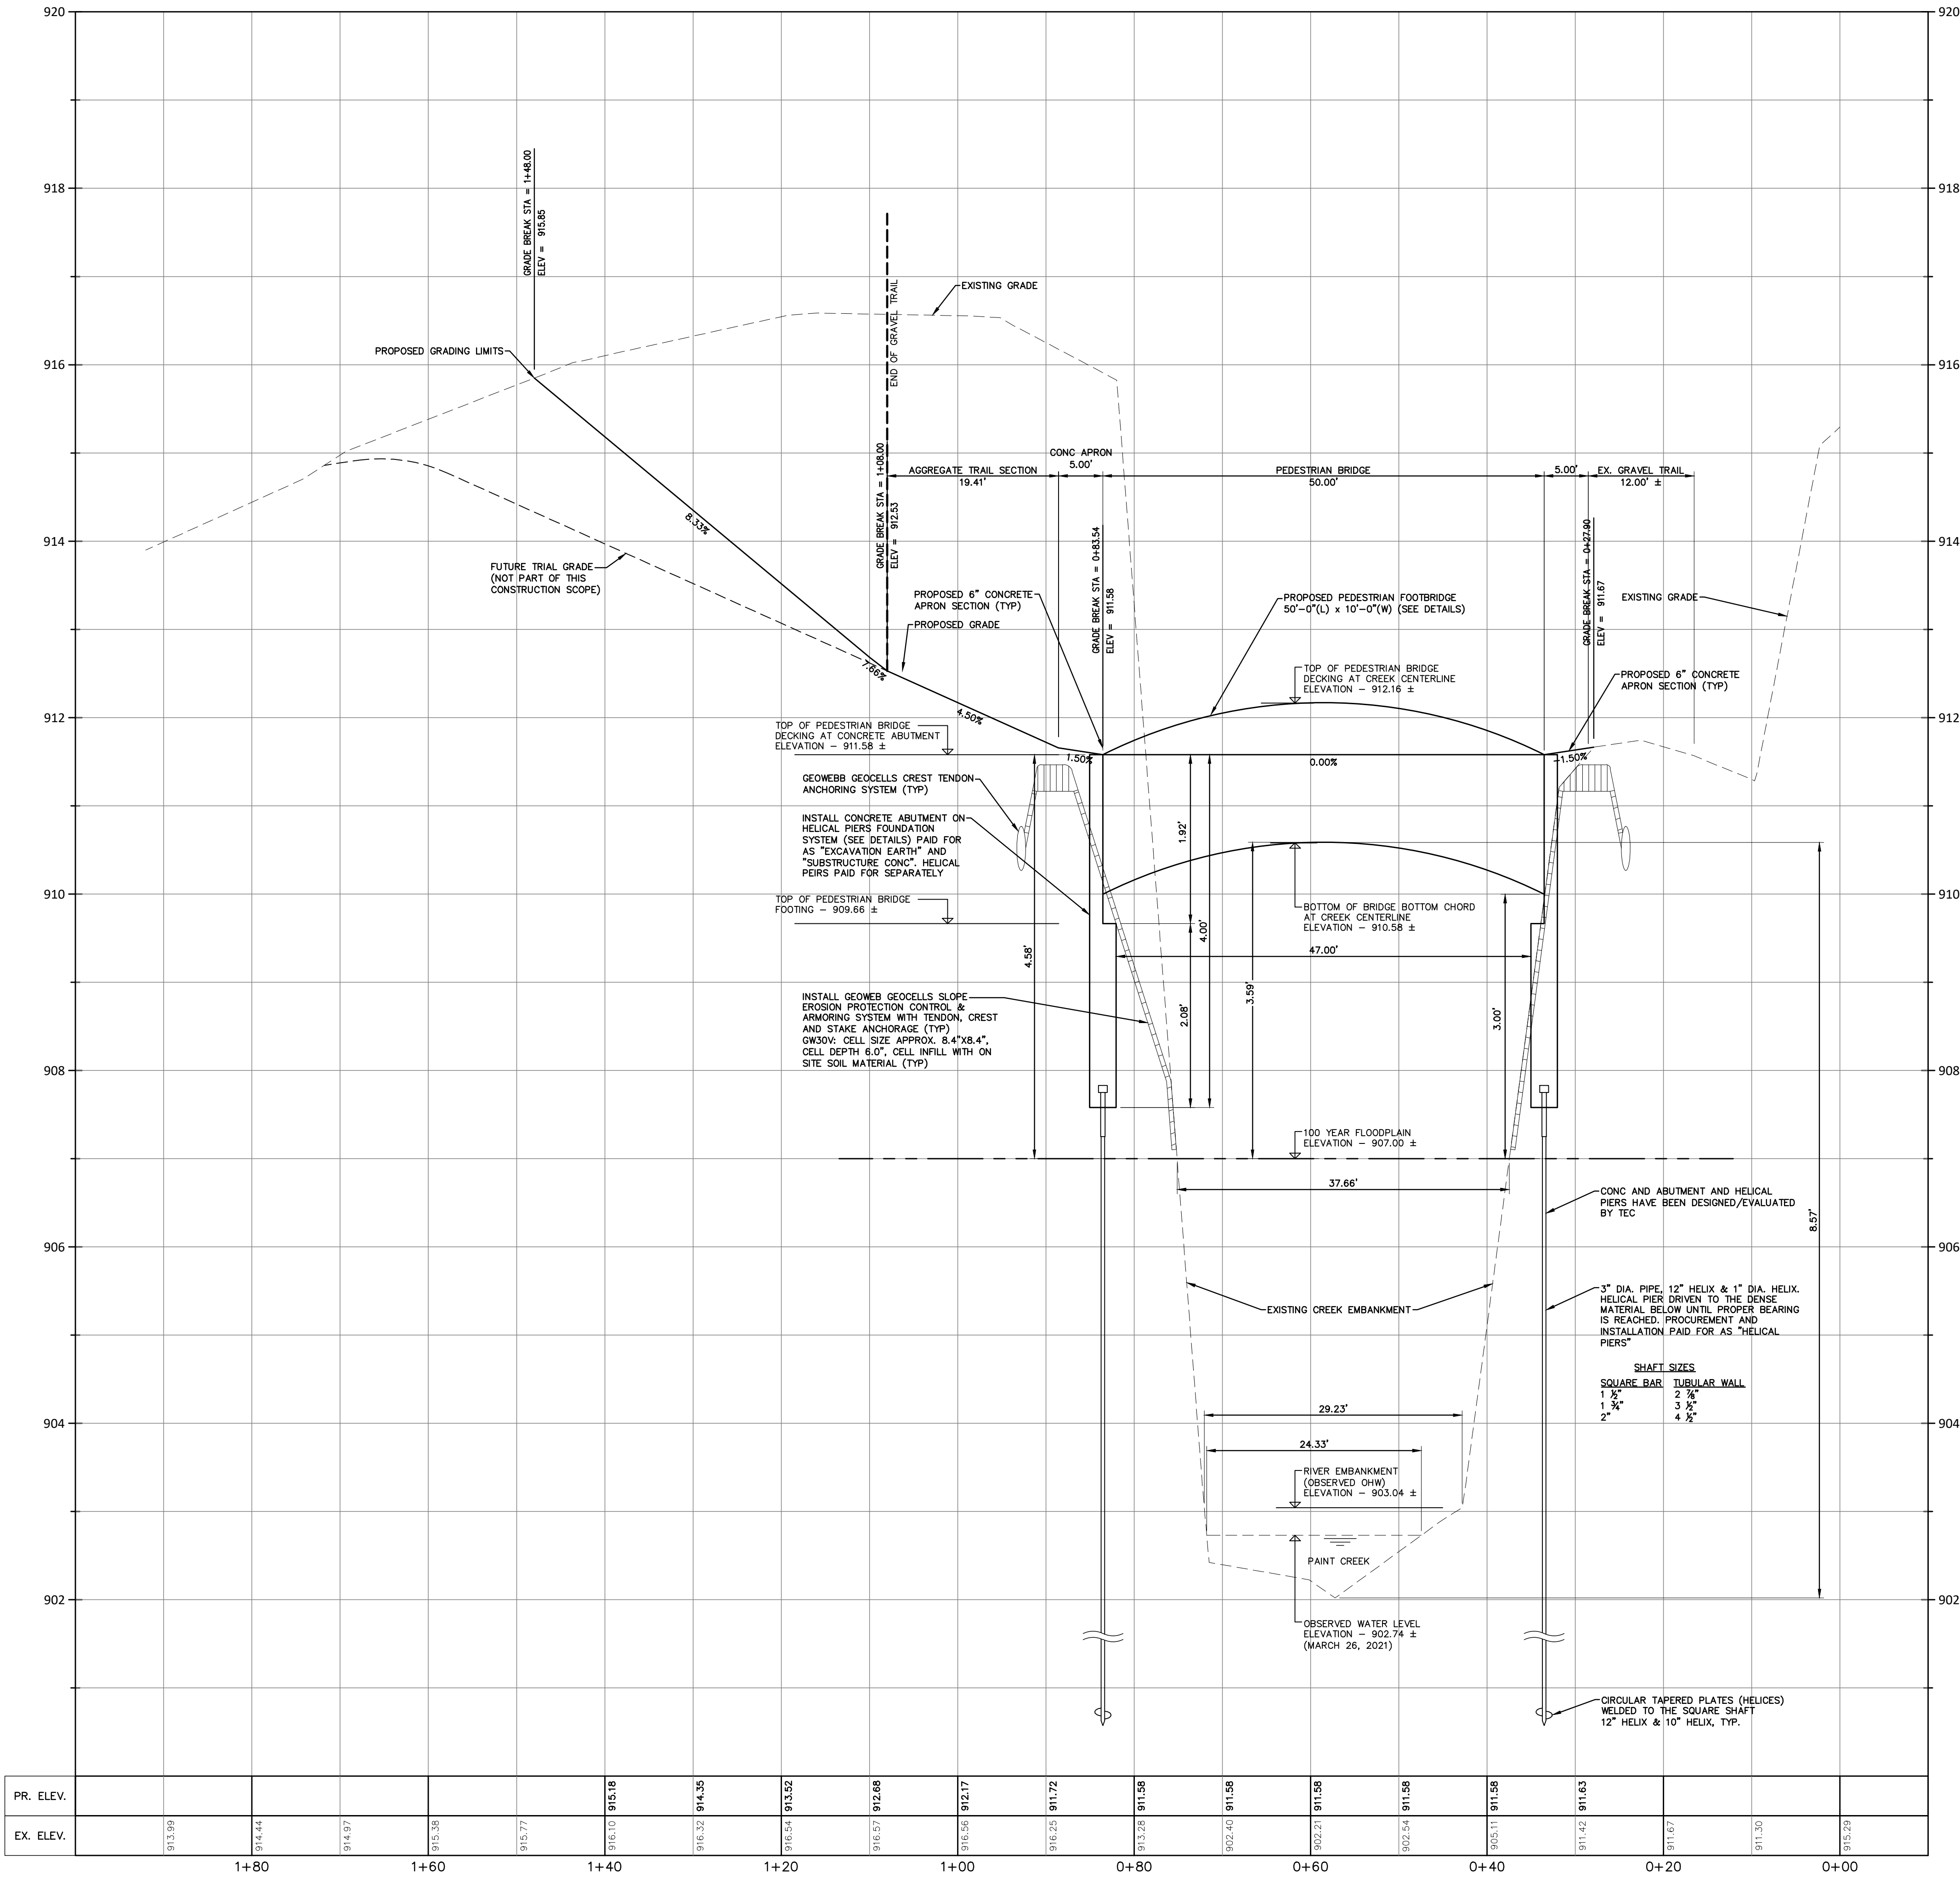 920
918
916
914
912
910
908
906
904
902
920
918
916
914
912
910
908
906
904
902
GRADE BREAK STA = 1+48.00
ELEV = 915.85
PROPOSED GRADING LIMITS
EXISTING GRADE
END OF GRAVEL TRAIL
GRADE BREAK STA = 1+08.00
ELEV = 912.53
AGGREGATE TRAIL SECTION
19.41'
CONC APRON
5.00'
PEDESTRIAN BRIDGE
50.00'
5.00'
EX. GRAVEL TRAIL
12.00' ±
8.33%
FUTURE TRIAL GRADE
(NOT PART OF THIS
CONSTRUCTION SCOPE)
PROPOSED 6" CONCRETE
APRON SECTION (TYP)
PROPOSED GRADE
GRADE BREAK STA = 0+83.54
ELEV = 911.58
PROPOSED PEDESTRIAN FOOTBRIDGE
50'-0"(L) x 10'-0"(W) (SEE DETAILS)
GRADE BREAK STA = 0+27.90
ELEV = 911.67
EXISTING GRADE
7.66%
4.50%
TOP OF PEDESTRIAN BRIDGE
DECKING AT CREEK CENTERLINE
ELEVATION - 912.16 ±
PROPOSED 6" CONCRETE
APRON SECTION (TYP)
TOP OF PEDESTRIAN BRIDGE
DECKING AT CONCRETE ABUTMENT
ELEVATION - 911.58 ±
1.50%
0.00%
-1.50%
GEOWEBB GEOCELLS CREST TENDON
ANCHORING SYSTEM (TYP)
INSTALL CONCRETE ABUTMENT ON
HELICAL PIERS FOUNDATION
SYSTEM (SEE DETAILS) PAID FOR
AS "EXCAVATION EARTH" AND
"SUBSTRUCTURE CONC". HELICAL
PEIRS PAID FOR SEPARATELY
1.92'
TOP OF PEDESTRIAN BRIDGE
FOOTING - 909.66 ±
BOTTOM OF BRIDGE BOTTOM CHORD
AT CREEK CENTERLINE
ELEVATION - 910.58 ±
4.58'
4.00'
47.00'
3.59'
2.08'
3.00'
INSTALL GEOWEB GEOCELLS SLOPE
EROSION PROTECTION CONTROL &
ARMORING SYSTEM WITH TENDON, CREST
AND STAKE ANCHORAGE (TYP)
GW30V: CELL SIZE APPROX. 8.4"X8.4",
CELL DEPTH 6.0", CELL INFILL WITH ON
SITE SOIL MATERIAL (TYP)
100 YEAR FLOODPLAIN
ELEVATION - 907.00 ±
37.66'
CONC AND ABUTMENT AND HELICAL
PIERS HAVE BEEN DESIGNED/EVALUATED
BY TEC
8.57'
EXISTING CREEK EMBANKMENT
3" DIA. PIPE, 12" HELIX & 1" DIA. HELIX.
HELICAL PIER DRIVEN TO THE DENSE
MATERIAL BELOW UNTIL PROPER BEARING
IS REACHED. PROCUREMENT AND
INSTALLATION PAID FOR AS "HELICAL
PIERS"
SHAFT SIZES
SQUARE BAR TUBULAR WALL
1 ½" 2 ⅞"
1 ¾" 3 ½"
2" 4 ½"
29.23'
24.33'
RIVER EMBANKMENT
(OBSERVED OHW)
ELEVATION - 903.04 ±
PAINT CREEK
OBSERVED WATER LEVEL
ELEVATION - 902.74 ±
(MARCH 26, 2021)
CIRCULAR TAPERED PLATES (HELICES)
WELDED TO THE SQUARE SHAFT
12" HELIX & 10" HELIX, TYP.
PR. ELEV. 915.18 914.35 913.52 912.68 912.17 911.72 911.58 911.58 911.58 911.58 911.58 911.63
EX. ELEV. 913.99 914.44 914.97 915.38 915.77 916.10 916.32 916.54 916.57 916.56 916.25 913.28 902.40 902.21 902.54 905.11 911.42 911.67 911.30 915.29
1+80 1+60 1+40 1+20 1+00 0+80 0+60 0+40 0+20 0+00